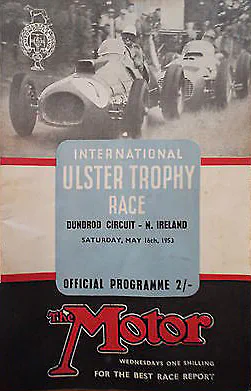 INTERNATIONAL
ULSTER TROPHY
RACE
DUNDROD CIRCUIT - N. IRELAND
SATURDAY, MAY 16th, 1953
OFFICIAL PROGRAMME 2/-
The Motor
WEDNESDAYS ONE SHILLING
FOR THE BEST RACE REPORT